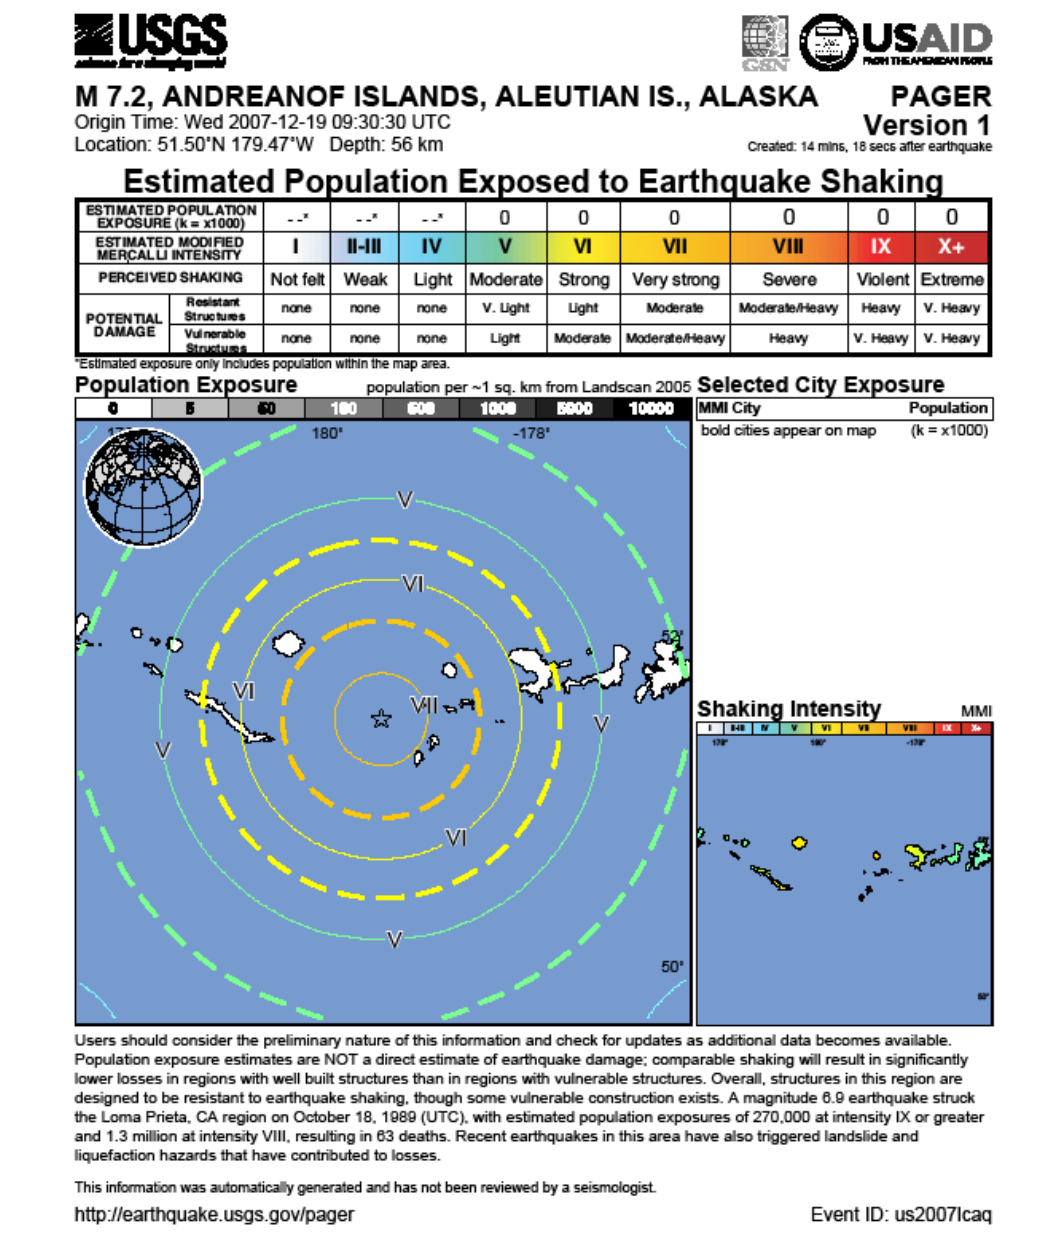 USGS
science for a changing world
GSN
USAID
FROM THE AMERICAN PEOPLE
M 7.2, ANDREANOF ISLANDS, ALEUTIAN IS., ALASKA PAGER
Origin Time: Wed 2007-12-19 09:30:30 UTC Version 1
Location: 51.50°N 179.47°W Depth: 56 km Created: 14 mins, 18 secs after earthquake
Estimated Population Exposed to Earthquake Shaking
ESTIMATED POPULATION EXPOSURE (k = x1000) - -* - -* - -* 0 0 0 0 0 0
ESTIMATED MODIFIED MERCALLI INTENSITY I II-III IV V VI VII VIII IX X+
PERCEIVED SHAKING Not felt Weak Light Moderate Strong Very strong Severe Violent Extreme
POTENTIAL DAMAGE
Resistant Structures none none none V. Light Light Moderate Moderate/Heavy Heavy V. Heavy
Vulnerable Structures none none none Light Moderate Moderate/Heavy Heavy V. Heavy V. Heavy
*Estimated exposure only includes population within the map area.
Population Exposure population per ~1 sq. km from Landscan 2005
0 5 50 100 500 1000 5000 10000
180° -178°
V
VI
VI VII
V V
VI
V
52°
50°
Selected City Exposure
MMI City Population
bold cities appear on map (k = x1000)
Shaking Intensity MMI
I II-III IV V VI VII VIII IX X+
178° 180° -178°
52°
50°
Users should consider the preliminary nature of this information and check for updates as additional data becomes available.
Population exposure estimates are NOT a direct estimate of earthquake damage; comparable shaking will result in significantly
lower losses in regions with well built structures than in regions with vulnerable structures. Overall, structures in this region are
designed to be resistant to earthquake shaking, though some vulnerable construction exists. A magnitude 6.9 earthquake struck
the Loma Prieta, CA region on October 18, 1989 (UTC), with estimated population exposures of 270,000 at intensity IX or greater
and 1.3 million at intensity VIII, resulting in 63 deaths. Recent earthquakes in this area have also triggered landslide and
liquefaction hazards that have contributed to losses.
This information was automatically generated and has not been reviewed by a seismologist.
http://earthquake.usgs.gov/pager Event ID: us2007lcaq